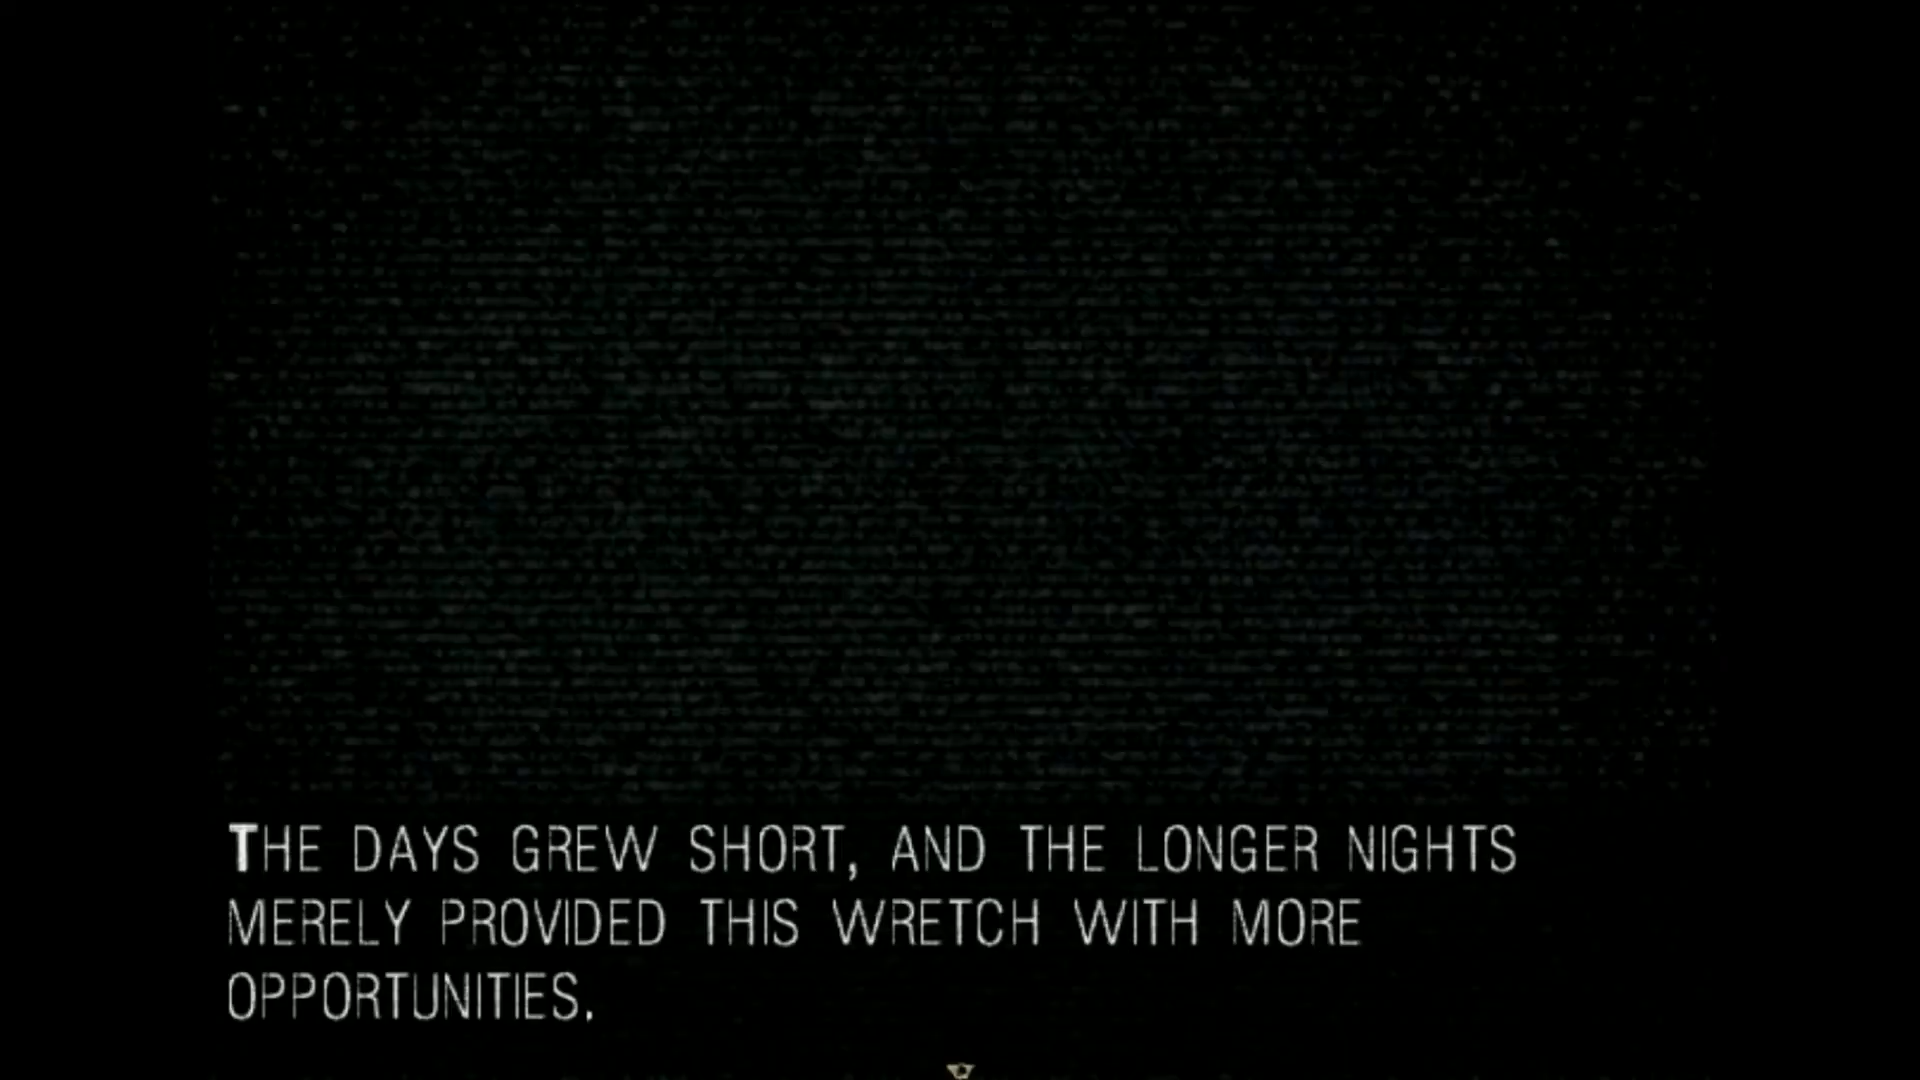 THE DAYS GREW SHORT, AND THE LONGER NIGHTS
MERELY PROVIDED THIS WRETCH WITH MORE
OPPORTUNITIES.